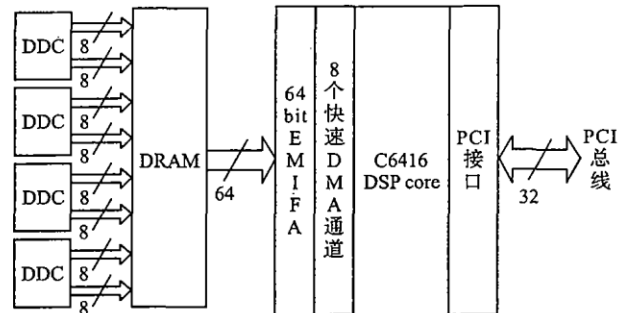 DDC
8
8
DDC
8
8
DDC
8
8
DDC
8
8
DRAM
64
64
bit
E
M
I
F
A
8
个
快
速
D
M
A
通
道
C6416
DSP core
PCI
接
口
32
PCI
总
线